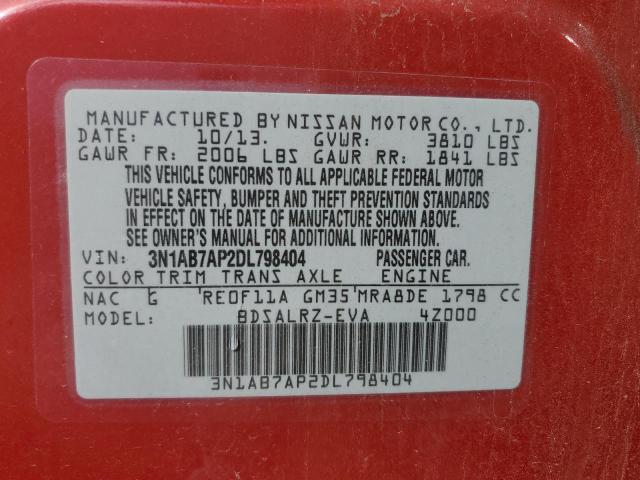 MANUFACTURED BY NISSAN MOTOR CO., LTD.
DATE: 10/13. GVWR: 3810 LBS
GAWR FR: 2006 LBS GAWR RR: 1841 LBS
THIS VEHICLE CONFORMS TO ALL APPLICABLE FEDERAL MOTOR
VEHICLE SAFETY, BUMPER AND THEFT PREVENTION STANDARDS
IN EFFECT ON THE DATE OF MANUFACTURE SHOWN ABOVE.
SEE OWNER'S MANUAL FOR ADDITIONAL INFORMATION.
VIN: 3N1AB7AP2DL798404 PASSENGER CAR.
COLOR TRIM TRANS AXLE ENGINE
NAC G RE0F11A GM35 MRA8DE 1798 CC
MODEL: BDSALRZ-EVA 4Z000
3N1AB7AP2DL798404